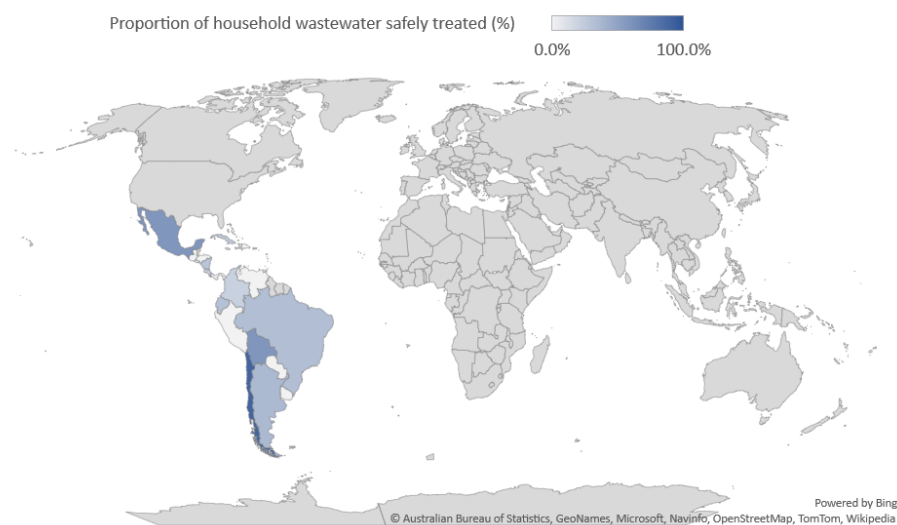 Proportion of household wastewater safely treated (%)
0.0% 100.0%
Powered by Bing
© Australian Bureau of Statistics, GeoNames, Microsoft, Navinfo, OpenStreetMap, TomTom, Wikipedia